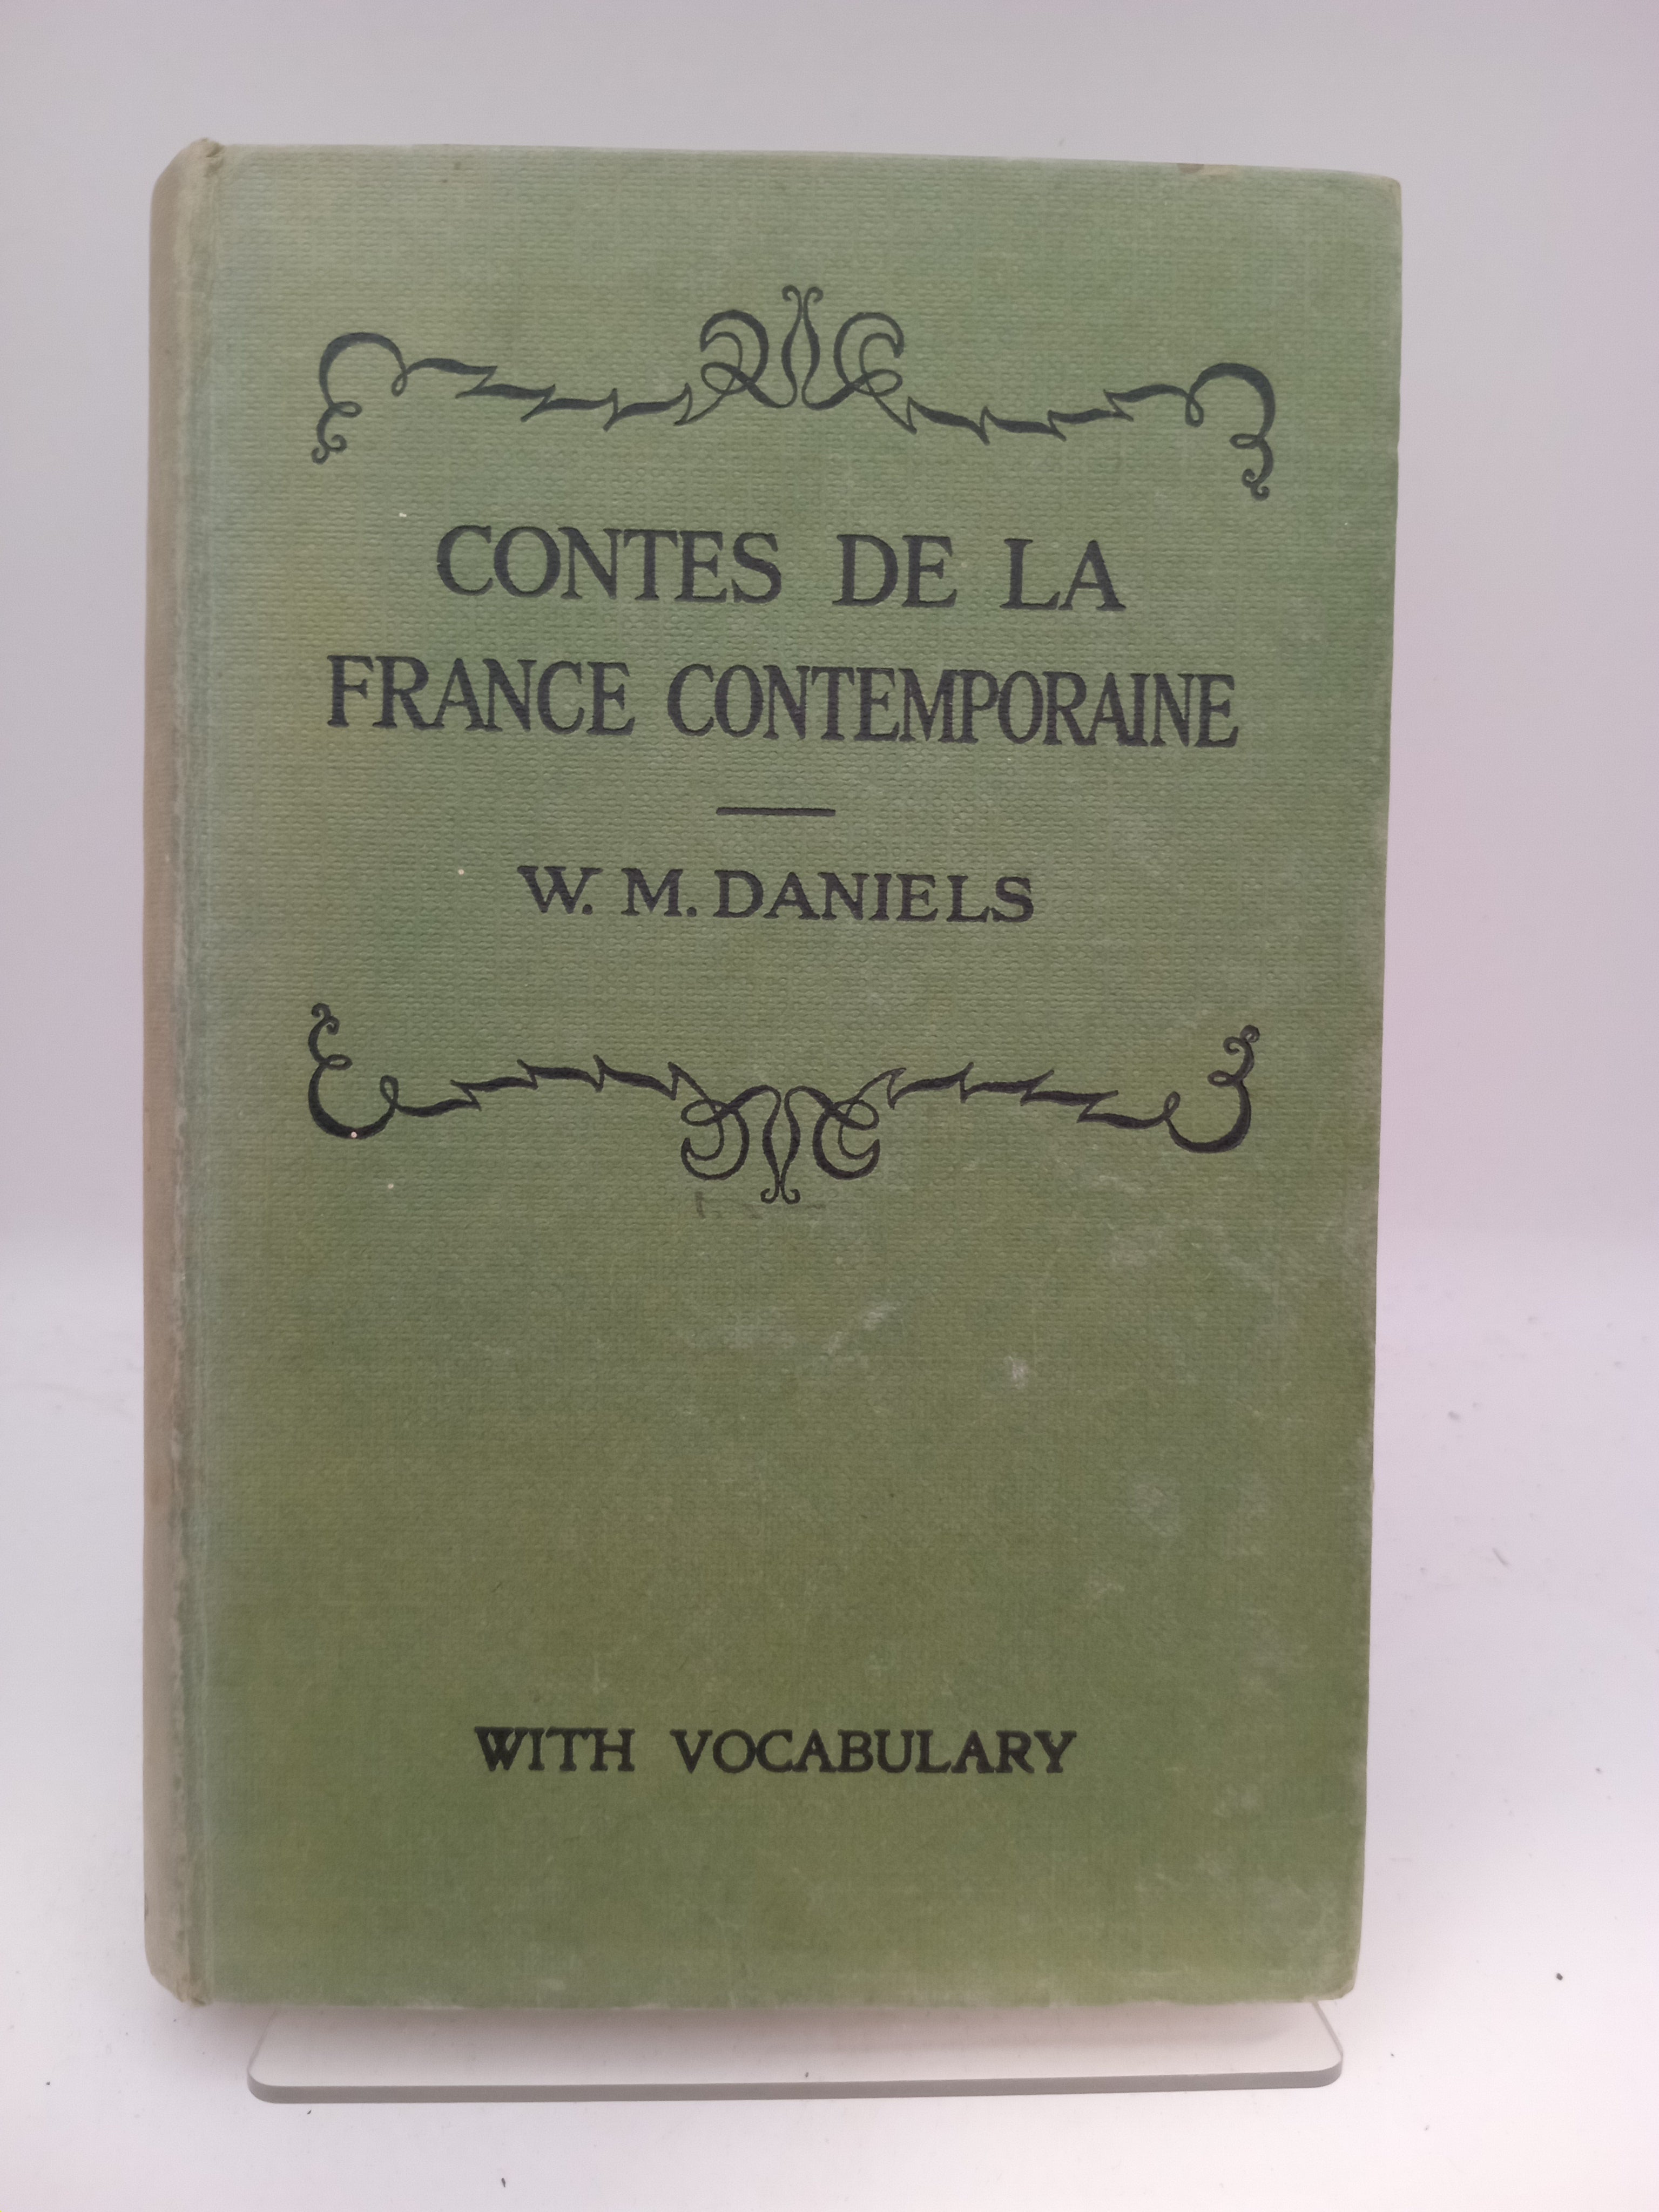 CONTES DE LA
FRANCE CONTEMPORAINE
W. M. DANIELS
WITH VOCABULARY